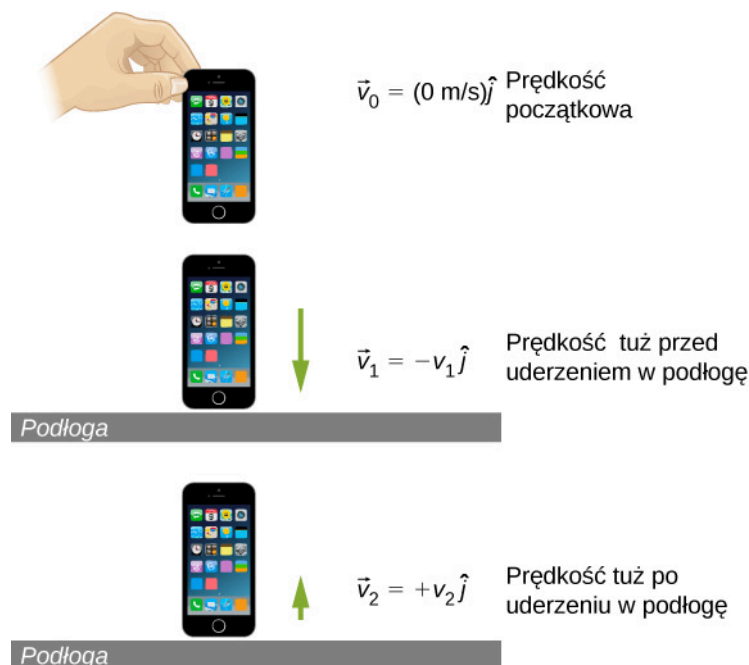 v⃗₀ = (0 m/s)ĵ Prędkość
początkowa
v⃗₁ = −v₁ĵ Prędkość tuż przed
uderzeniem w podłogę
Podłoga
v⃗₂ = +v₂ĵ Prędkość tuż po
uderzeniu w podłogę
Podłoga